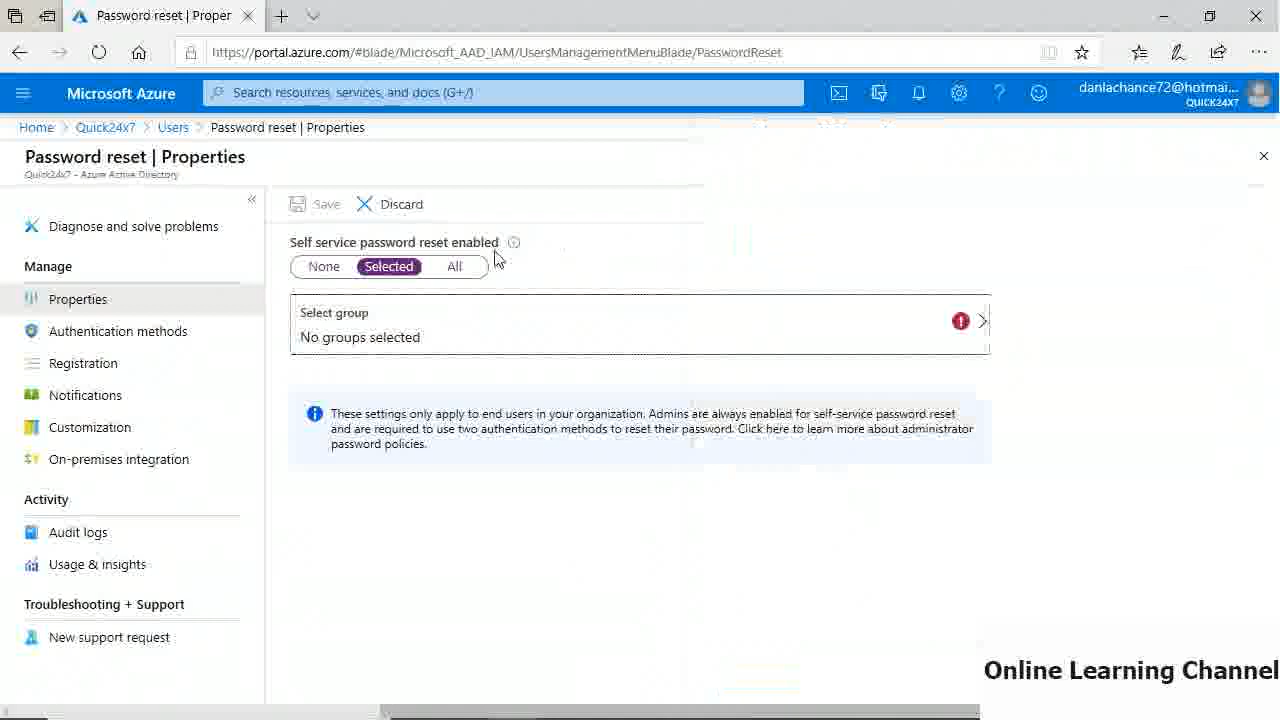 Password reset | Proper
https://portal.azure.com/#blade/Microsoft_AAD_IAM/UsersManagementMenuBlade/PasswordReset
Microsoft Azure
Search resources, services, and docs (G+/)
danlachance72@hotmai...
QUICK24X7
Home > Quick24x7 > Users > Password reset | Properties
Password reset | Properties
Quick24x7 - Azure Active Directory
Save Discard
Diagnose and solve problems
Manage
Properties
Authentication methods
Registration
Notifications
Customization
On-premises integration
Activity
Audit logs
Usage & insights
Troubleshooting + Support
New support request
Self service password reset enabled
None Selected All
Select group
No groups selected
These settings only apply to end users in your organization. Admins are always enabled for self-service password reset
and are required to use two authentication methods to reset their password. Click here to learn more about administrator
password policies.
Online Learning Channel